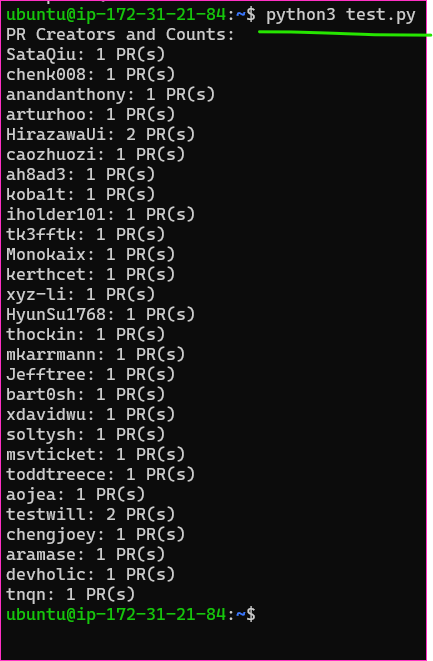 ubuntu@ip-172-31-21-84:~$ python3 test.py
PR Creators and Counts:
SataQiu: 1 PR(s)
chenk008: 1 PR(s)
anandanthony: 1 PR(s)
arturhoo: 1 PR(s)
HirazawaUi: 2 PR(s)
caozhuozi: 1 PR(s)
ah8ad3: 1 PR(s)
koba1t: 1 PR(s)
iholder101: 1 PR(s)
tk3fftk: 1 PR(s)
Monokaix: 1 PR(s)
kerthcet: 1 PR(s)
xyz-li: 1 PR(s)
HyunSu1768: 1 PR(s)
thockin: 1 PR(s)
mkarrmann: 1 PR(s)
Jefftree: 1 PR(s)
bart0sh: 1 PR(s)
xdavidwu: 1 PR(s)
soltysh: 1 PR(s)
msvticket: 1 PR(s)
toddtreece: 1 PR(s)
aojea: 1 PR(s)
testwill: 2 PR(s)
chengjoey: 1 PR(s)
aramase: 1 PR(s)
devholic: 1 PR(s)
tnqn: 1 PR(s)
ubuntu@ip-172-31-21-84:~$